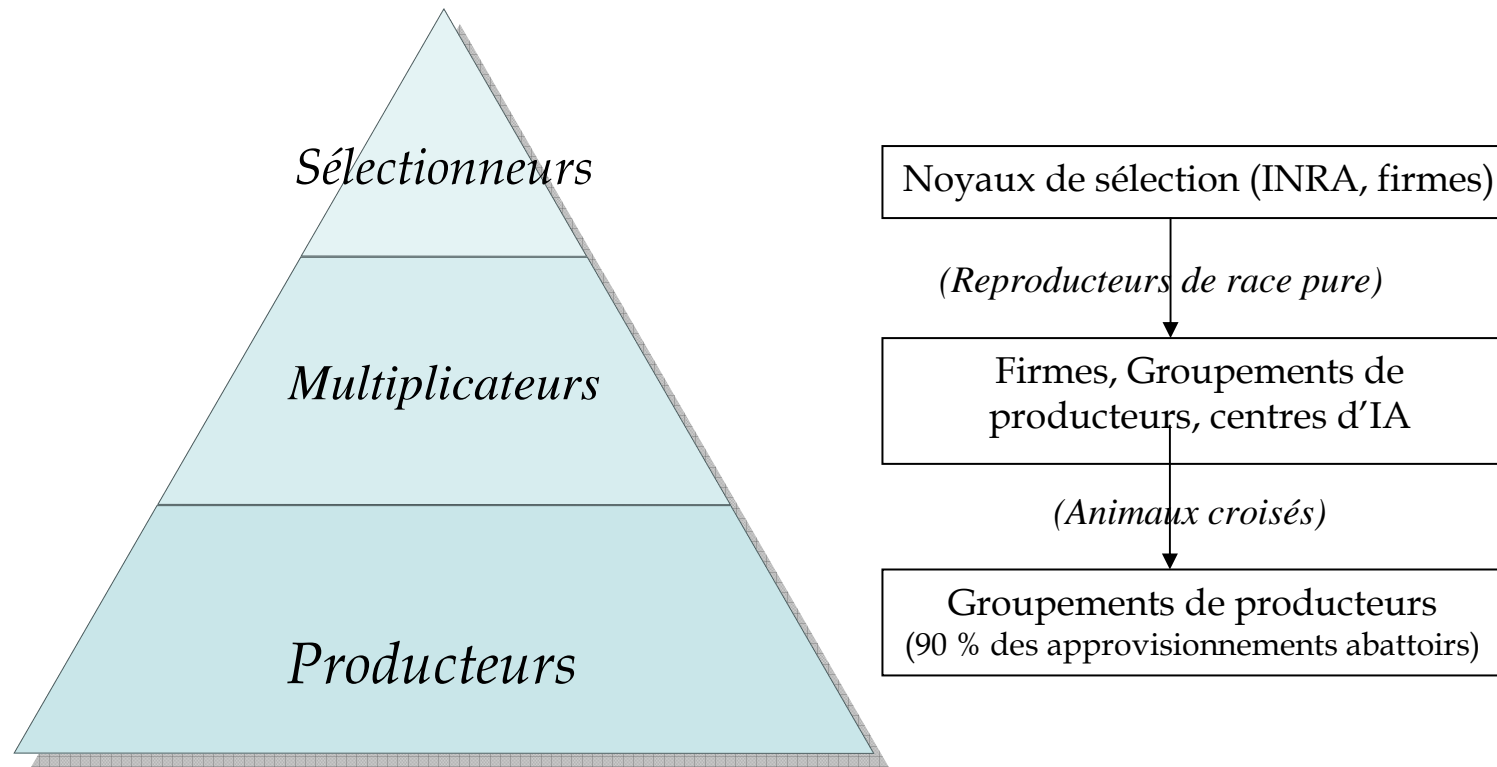 Sélectionneurs
Multiplicateurs
Producteurs
Noyaux de sélection (INRA, firmes)
(Reproducteurs de race pure)
Firmes, Groupements de
producteurs, centres d’IA
(Animaux croisés)
Groupements de producteurs
(90 % des approvisionnements abattoirs)